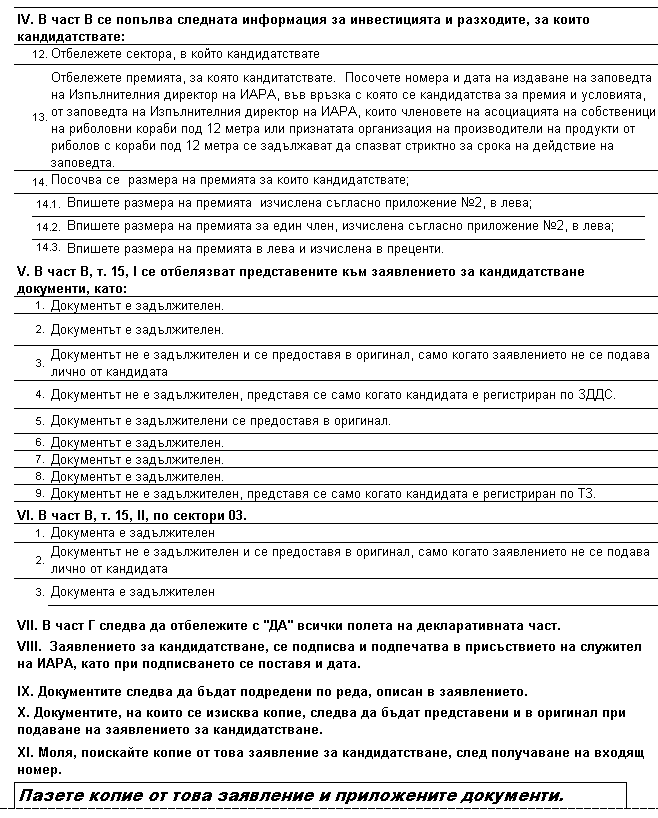 IV. В част В се попълва следната информация за инвестицията и разходите, за които
кандидатствате:
12. Отбележете сектора, в който кандидатствате
Отбележете премията, за която кандитатствате. Посочете номера и дата на издаване на заповедта
на Изпълнителния директор на ИАРА, във връзка с която се кандидатства за премия и условията,
от заповедта на Изпълнителния директор на ИАРА, които членовете на асоциацията на собственици
13. на риболовни кораби под 12 метра или признатата организация на производители на продукти от
риболов с кораби под 12 метра се задължават да спазват стриктно за срока на дейдствие на
заповедта.
14. Посочва се размера на премията за които кандидатствате;
14.1. Впишете размера на премията изчислена съгласно приложение №2, в лева;
14.2. Впишете размера на премията за един член, изчислена съгласно приложение №2, в лева;
14.3. Впишете размера на премията в лева и изчислена в преценти.
V. В част В, т. 15, I се отбелязват представените към заявлението за кандидатстване
документи, като:
1. Документът е задължителен.
2. Документът е задължителен.
3. Документът не е задължителен и се предоставя в оригинал, само когато заявлението не се подава
лично от кандидата
4. Документът не е задължителен, представя се само когато кандидата е регистриран по ЗДДС.
5. Документът е задължителени се предоставя в оригинал.
6. Документът е задължителен.
7. Документът е задължителен.
8. Документът е задължителен.
9. Документът не е задължителен, представя се само когато кандидата е регистриран по ТЗ.
VI. В част В, т. 15, II, по сектори 03.
1. Документа е задължителен
2. Документът не е задължителен и се предоставя в оригинал, само когато заявлението не се подава
лично от кандидата
3. Документа е задължителен
VII. В част Г следва да отбележите с "ДА" всички полета на декларативната част.
VIII. Заявлението за кандидатстване, се подписва и подпечатва в присъствието на служител
на ИАРА, като при подписването се поставя и дата.
IX. Документите следва да бъдат подредени по реда, описан в заявлението.
X. Документите, на които се изисква копие, следва да бъдат представени и в оригинал при
подаване на заявлението за кандидатстване.
XI. Моля, поискайте копие от това заявление за кандидатстване, след получаване на входящ
номер.
Пазете копие от това заявление и приложените документи.